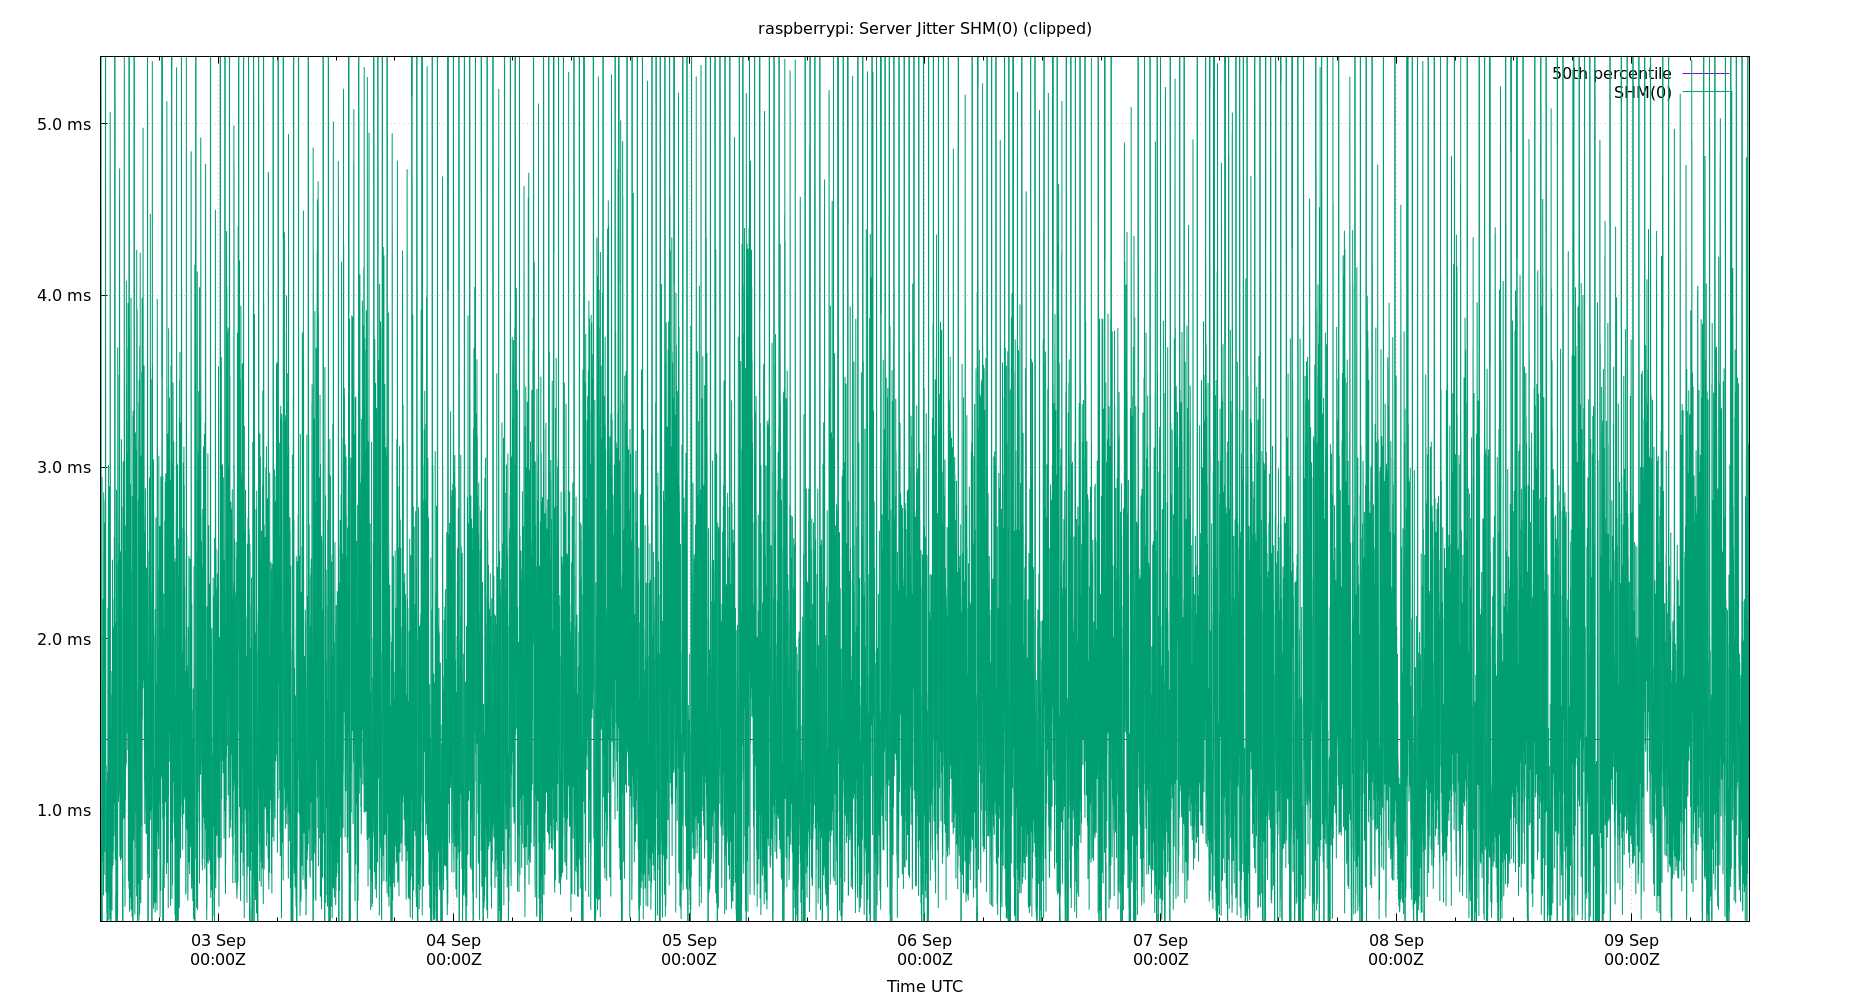 raspberrypi: Server Jitter SHM(0) (clipped)
50th percentile
SHM(0)
5.0 ms
4.0 ms
3.0 ms
2.0 ms
1.0 ms
03 Sep 04 Sep 05 Sep 06 Sep 07 Sep 08 Sep 09 Sep
00:00Z 00:00Z 00:00Z 00:00Z 00:00Z 00:00Z 00:00Z
Time UTC